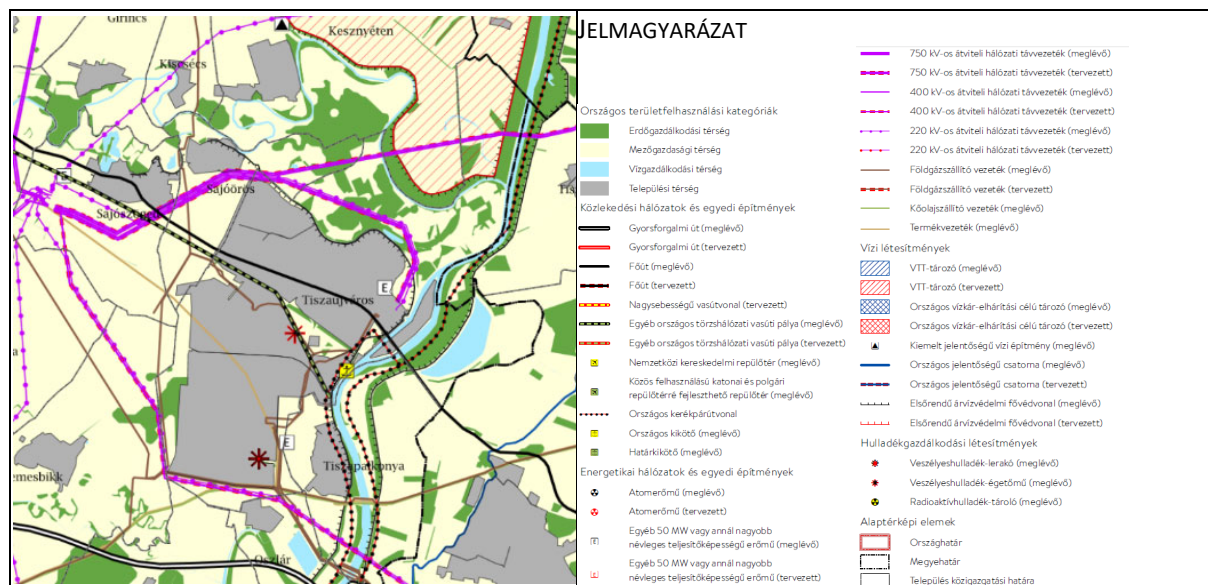 Girincs
Kesznyéten
Kiscsécs
Sajóörös
Sajószöged
Tiszaújváros
E
E
Tiszapalkonya
emesbikk
Oszlár
JELMAGYARÁZAT
Országos területfelhasználási kategóriák
Erdőgazdálkodási térség
Mezőgazdasági térség
Vízgazdálkodási térség
Települési térség
Közlekedési hálózatok és egyedi építmények
Gyorsforgalmi út (meglévő)
Gyorsforgalmi út (tervezett)
Főút (meglévő)
Főút (tervezett)
Nagysebességű vasútvonal (tervezett)
Egyéb országos törzshálózati vasúti pálya (meglévő)
Egyéb országos törzshálózati vasúti pálya (tervezett)
Nemzetközi kereskedelmi repülőtér (meglévő)
Közös felhasználású katonai és polgári
repülőtérré fejleszthető repülőtér (meglévő)
Országos kerékpárútvonal
Országos kikötő (meglévő)
Határkikötő (meglévő)
Energetikai hálózatok és egyedi építmények
Atomerőmű (meglévő)
Atomerőmű (tervezett)
Egyéb 50 MW vagy annál nagyobb
névleges teljesítőképességű erőmű (meglévő)
Egyéb 50 MW vagy annál nagyobb
névleges teljesítőképességű erőmű (tervezett)
750 kV-os átviteli hálózati távvezeték (meglévő)
750 kV-os átviteli hálózati távvezeték (tervezett)
400 kV-os átviteli hálózati távvezeték (meglévő)
400 kV-os átviteli hálózati távvezeték (tervezett)
220 kV-os átviteli hálózati távvezeték (meglévő)
220 kV-os átviteli hálózati távvezeték (tervezett)
Földgázszállító vezeték (meglévő)
Földgázszállító vezeték (tervezett)
Kőolajszállító vezeték (meglévő)
Termékvezeték (meglévő)
Vízi létesítmények
VTT-tározó (meglévő)
VTT-tározó (tervezett)
Országos vízkár-elhárítási célú tározó (meglévő)
Országos vízkár-elhárítási célú tározó (tervezett)
Kiemelt jelentőségű vízi építmény (meglévő)
Országos jelentőségű csatorna (meglévő)
Országos jelentőségű csatorna (tervezett)
Elsőrendű árvízvédelmi fővédvonal (meglévő)
Elsőrendű árvízvédelmi fővédvonal (tervezett)
Hulladékgazdálkodási létesítmények
Veszélyeshulladék-lerakó (meglévő)
Veszélyeshulladék-égetőmű (meglévő)
Radioaktívhulladék-tároló (meglévő)
Alaptérképi elemek
Országhatár
Megyehatár
Település közigazgatási határa